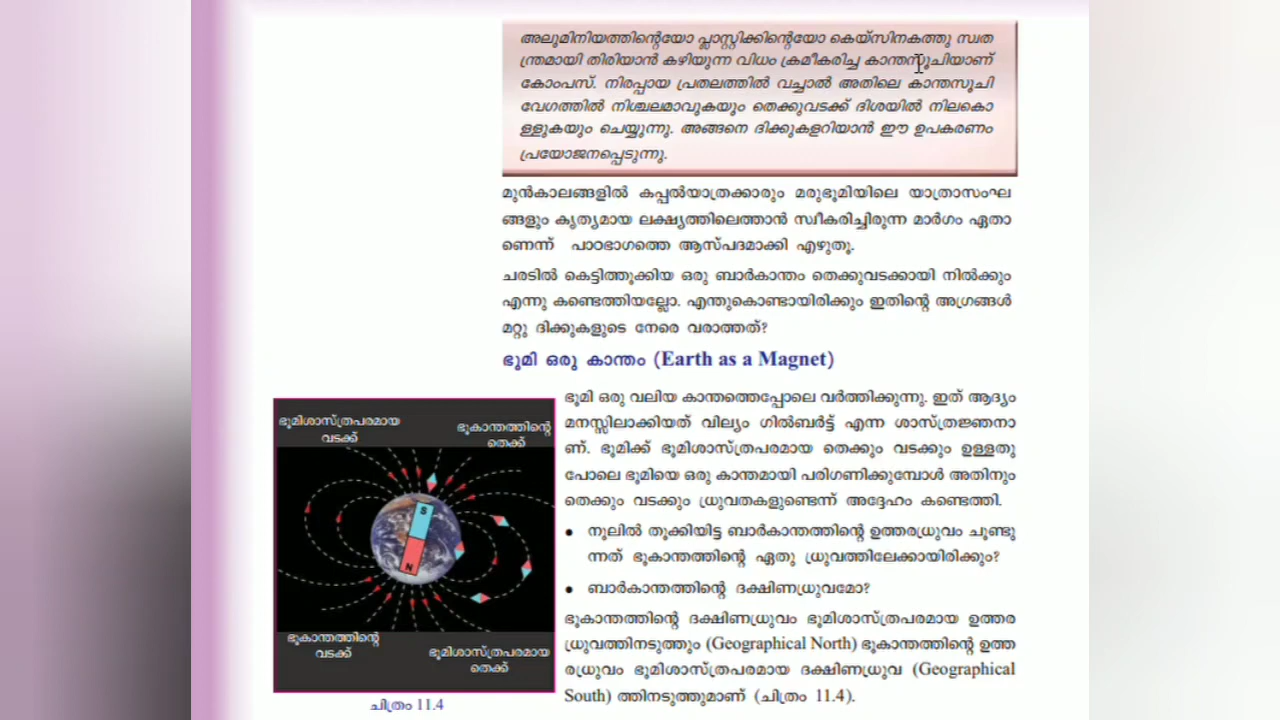 അലൂമിനിയത്തിന്റെയോ പ്ലാസ്റ്റിക്കിന്റെയോ കെയ്സിനകത്തു സ്വത
ന്ത്രമായി തിരിയാൻ കഴിയുന്ന വിധം ക്രമീകരിച്ച കാന്തസൂചിയാണ്
കോംപസ്. നിരപ്പായ പ്രതലത്തിൽ വച്ചാൽ അതിലെ കാന്തസൂചി
വേഗത്തിൽ നിശ്ചലമാവുകയും തെക്കുവടക്ക് ദിശയിൽ നിലകൊ
ള്ളുകയും ചെയ്യുന്നു. അങ്ങനെ ദിക്കുകളറിയാൻ ഈ ഉപകരണം
പ്രയോജനപ്പെടുന്നു.
മുൻകാലങ്ങളിൽ കപ്പൽയാത്രക്കാരും മരുഭൂമിയിലെ യാത്രാസംഘ
ങ്ങളും കൃത്യമായ ലക്ഷ്യത്തിലെത്താൻ സ്വീകരിച്ചിരുന്ന മാർഗം ഏതാ
ണെന്ന് പാഠഭാഗത്തെ ആസ്പദമാക്കി എഴുതൂ.
ചരടിൽ കെട്ടിത്തൂക്കിയ ഒരു ബാർകാന്തം തെക്കുവടക്കായി നിൽക്കും
എന്നു കണ്ടെത്തിയല്ലോ. എന്തുകൊണ്ടായിരിക്കും ഇതിന്റെ അഗ്രങ്ങൾ
മറ്റു ദിക്കുകളുടെ നേരെ വരാത്തത്?
ഭൂമി ഒരു കാന്തം (Earth as a Magnet)
ഭൂമി ഒരു വലിയ കാന്തത്തെപ്പോലെ വർത്തിക്കുന്നു. ഇത് ആദ്യം
മനസ്സിലാക്കിയത് വില്യം ഗിൽബർട്ട് എന്ന ശാസ്ത്രജ്ഞനാ
ണ്. ഭൂമിക്ക് ഭൂമിശാസ്ത്രപരമായ തെക്കും വടക്കും ഉള്ളതു
പോലെ ഭൂമിയെ ഒരു കാന്തമായി പരിഗണിക്കുമ്പോൾ അതിനും
തെക്കും വടക്കും ധ്രുവതകളുണ്ടെന്ന് അദ്ദേഹം കണ്ടെത്തി.
• നൂലിൽ തൂക്കിയിട്ട ബാർകാന്തത്തിന്റെ ഉത്തരധ്രുവം ചൂണ്ടു
ന്നത് ഭൂകാന്തത്തിന്റെ ഏതു ധ്രുവത്തിലേക്കായിരിക്കും?
• ബാർകാന്തത്തിന്റെ ദക്ഷിണധ്രുവമോ?
ഭൂകാന്തത്തിന്റെ ദക്ഷിണധ്രുവം ഭൂമിശാസ്ത്രപരമായ ഉത്തര
ധ്രുവത്തിനടുത്തും (Geographical North) ഭൂകാന്തത്തിന്റെ ഉത്ത
രധ്രുവം ഭൂമിശാസ്ത്രപരമായ ദക്ഷിണധ്രുവ (Geographical
South) ത്തിനടുത്തുമാണ് (ചിത്രം 11.4).
ഭൂമിശാസ്ത്രപരമായ
വടക്ക്
ഭൂകാന്തത്തിന്റെ
തെക്ക്
S
N
ഭൂകാന്തത്തിന്റെ
വടക്ക്
ഭൂമിശാസ്ത്രപരമായ
തെക്ക്
ചിത്രം 11.4